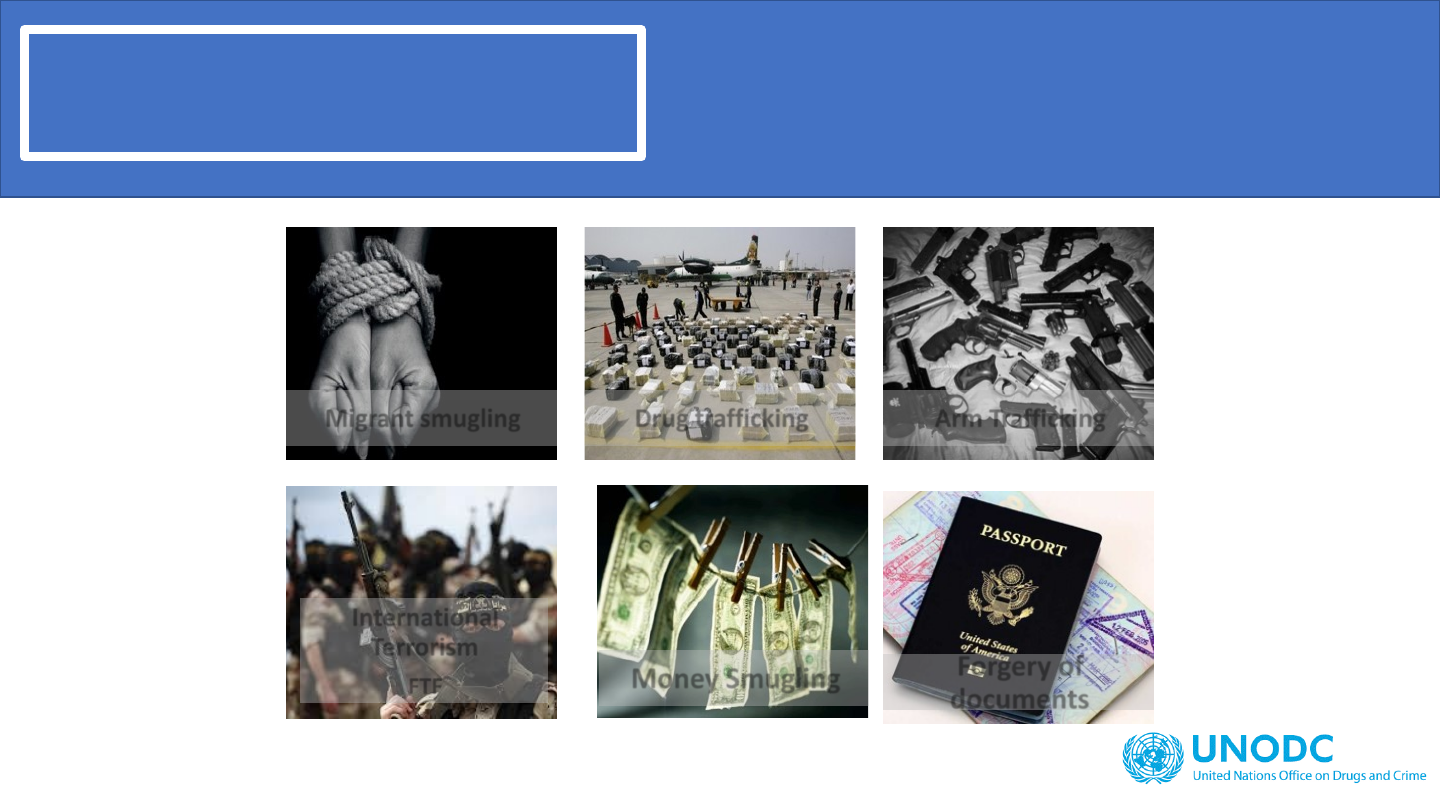 Migrant smugling
Drug trafficking
Arm Trafficking
International
Terrorism
FTF
Money Smugling
PASSPORT
United States
of America
Forgery of
documents
UNODC
United Nations Office on Drugs and Crime